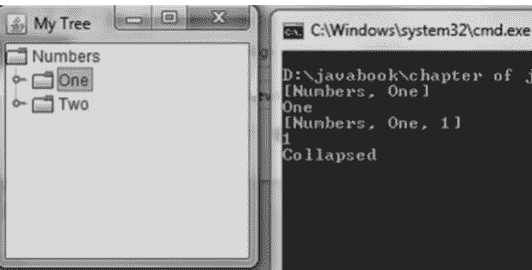 My Tree
Numbers
One
Two
C:\Windows\system32\cmd.exe
D:\javabook\chapter of j
[Numbers, One]
One
[Numbers, One, 1]
1
Collapsed